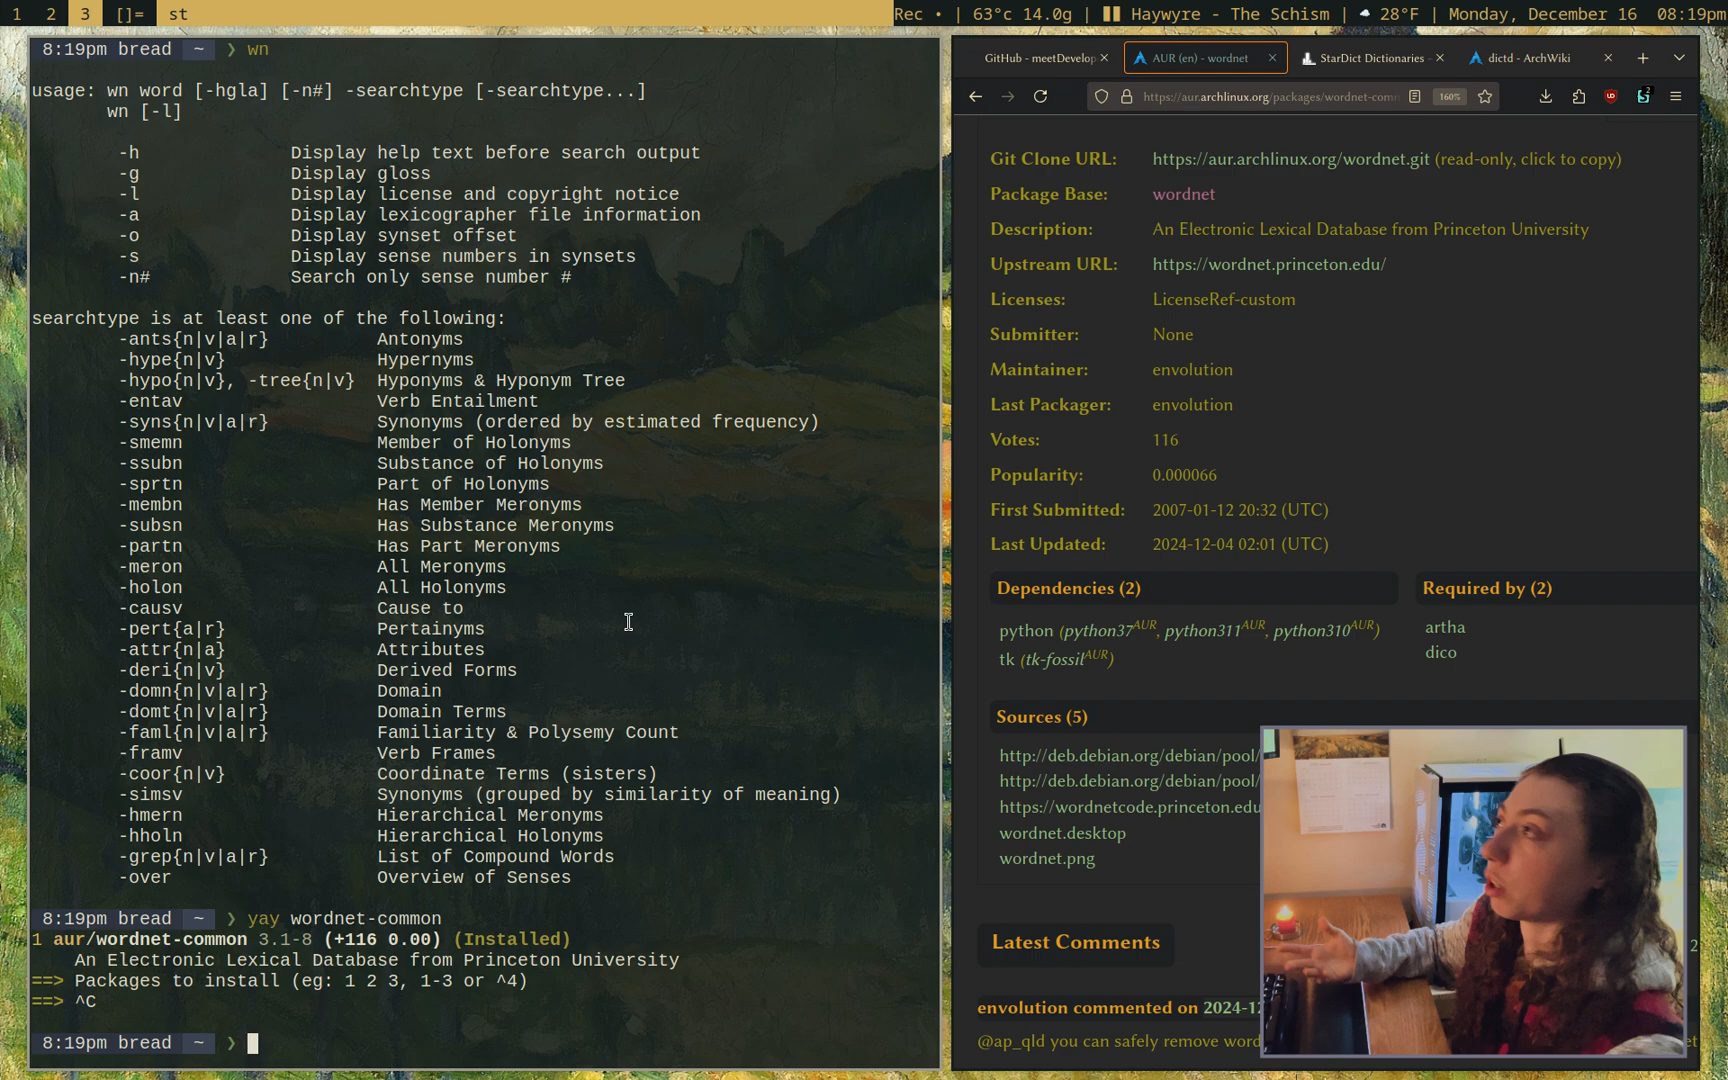 1 2 3 []= st Rec • | 63°c 14.0g | Haywyre - The Schism | 28°F | Monday, December 16 08:19pm
8:19pm bread ~ ❯ wn
usage: wn word [-hgla] [-n#] -searchtype [-searchtype...]
wn [-l]
-h Display help text before search output
-g Display gloss
-l Display license and copyright notice
-a Display lexicographer file information
-o Display synset offset
-s Display sense numbers in synsets
-n# Search only sense number #
searchtype is at least one of the following:
-ants{n|v|a|r} Antonyms
-hype{n|v} Hypernyms
-hypo{n|v}, -tree{n|v} Hyponyms & Hyponym Tree
-entav Verb Entailment
-syns{n|v|a|r} Synonyms (ordered by estimated frequency)
-smemn Member of Holonyms
-ssubn Substance of Holonyms
-sprtn Part of Holonyms
-membn Has Member Meronyms
-subsn Has Substance Meronyms
-partn Has Part Meronyms
-meron All Meronyms
-holon All Holonyms
-causv Cause to
-pert{a|r} Pertainyms
-attr{n|a} Attributes
-deri{n|v} Derived Forms
-domn{n|v|a|r} Domain
-domt{n|v|a|r} Domain Terms
-faml{n|v|a|r} Familiarity & Polysemy Count
-framv Verb Frames
-coor{n|v} Coordinate Terms (sisters)
-simsv Synonyms (grouped by similarity of meaning)
-hmern Hierarchical Meronyms
-hholn Hierarchical Holonyms
-grep{n|v|a|r} List of Compound Words
-over Overview of Senses
8:19pm bread ~ ❯ yay wordnet-common
1 aur/wordnet-common 3.1-8 (+116 0.00) (Installed)
An Electronic Lexical Database from Princeton University
==> Packages to install (eg: 1 2 3, 1-3 or ^4)
==> ^C
8:19pm bread ~ ❯
GitHub - meetDevelop AUR (en) - wordnet StarDict Dictionaries - dictd - ArchWiki
https://aur.archlinux.org/packages/wordnet-com 160%
Git Clone URL: https://aur.archlinux.org/wordnet.git (read-only, click to copy)
Package Base: wordnet
Description: An Electronic Lexical Database from Princeton University
Upstream URL: https://wordnet.princeton.edu/
Licenses: LicenseRef-custom
Submitter: None
Maintainer: envolution
Last Packager: envolution
Votes: 116
Popularity: 0.000066
First Submitted: 2007-01-12 20:32 (UTC)
Last Updated: 2024-12-04 02:01 (UTC)
Dependencies (2) Required by (2)
python (python37AUR, python311AUR, python310AUR) artha
tk (tk-fossilAUR) dico
Sources (5)
http://deb.debian.org/debian/pool/
http://deb.debian.org/debian/pool/
https://wordnetcode.princeton.edu
wordnet.desktop
wordnet.png
Latest Comments
envolution commented on 2024-12
@ap_qld you can safely remove word